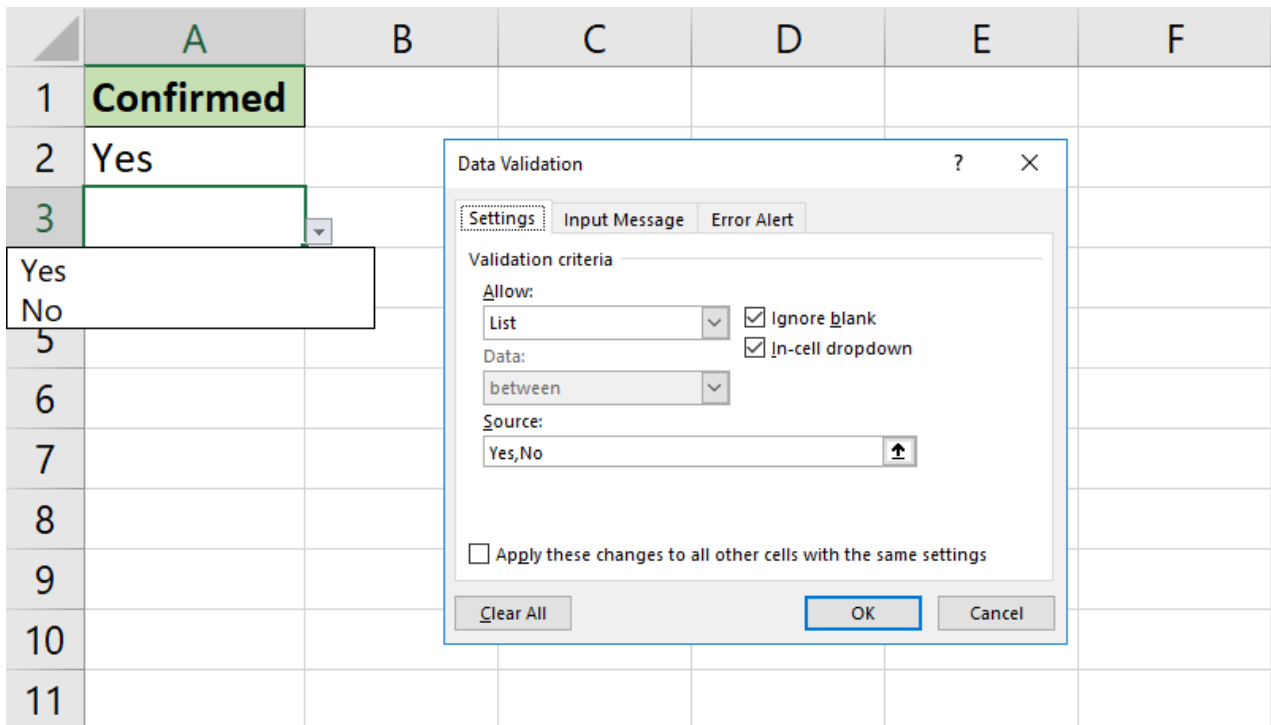 A B C D E F
1 Confirmed
2 Yes
3
Yes
No
5
6
7
8
9
10
11
Data Validation ? ×
Settings Input Message Error Alert
Validation criteria
Allow:
List
Ignore blank
In-cell dropdown
Data:
between
Source:
Yes,No
Apply these changes to all other cells with the same settings
Clear All OK Cancel